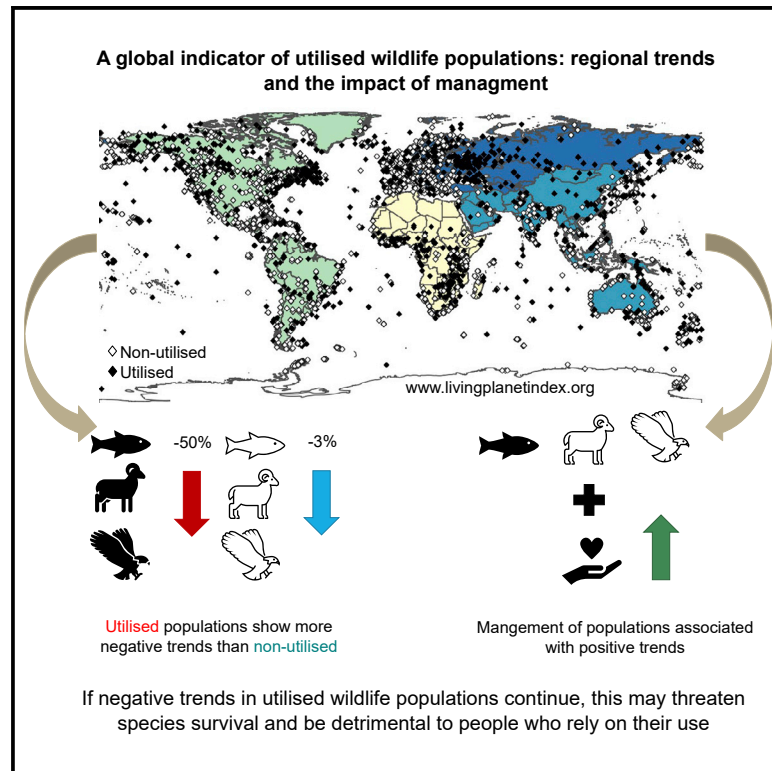 A global indicator of utilised wildlife populations: regional trends
and the impact of managment
Non-utilised
Utilised
www.livingplanetindex.org
-50%
-3%
Utilised populations show more
negative trends than non-utilised
Mangement of populations associated
with positive trends
If negative trends in utilised wildlife populations continue, this may threaten
species survival and be detrimental to people who rely on their use